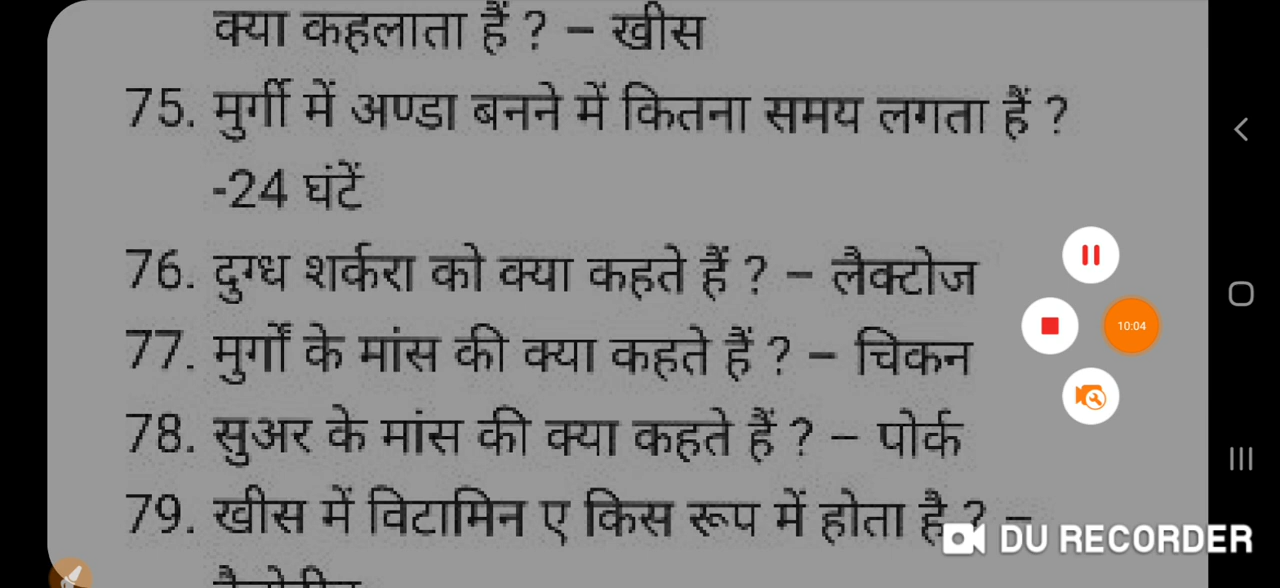 क्या कहलाता हैं ? – खीस
75. मुर्गी में अण्डा बनने में कितना समय लगता हैं ?
-24 घंटें
76. दुग्ध शर्करा को क्या कहते हैं ? – लैक्टोज
77. मुर्गों के मांस की क्या कहते हैं ? – चिकन
78. सुअर के मांस की क्या कहते हैं ? – पोर्क
79. खीस में विटामिन ए किस रूप में होता है ? –
10:04
DU RECORDER